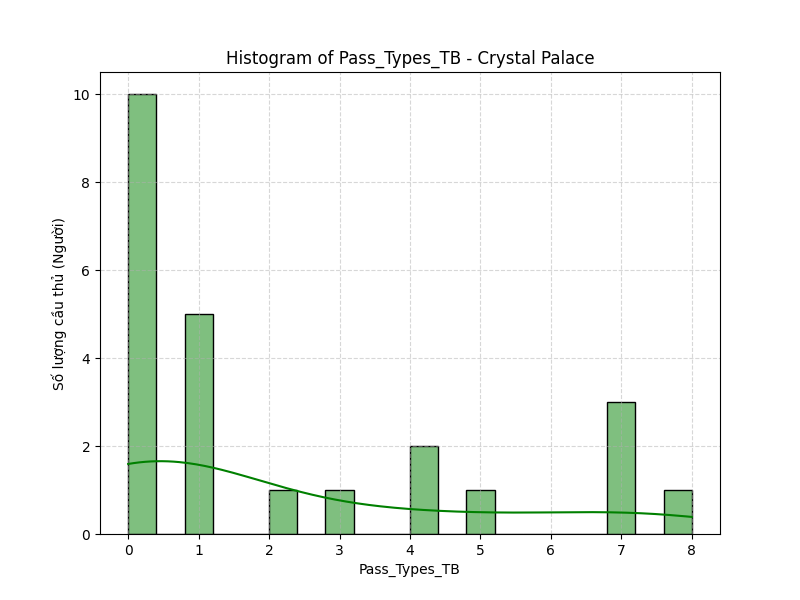 Histogram of Pass_Types_TB - Crystal Palace
10
8
6
4
2
0
Số lượng cầu thủ (Người)
0 1 2 3 4 5 6 7 8
Pass_Types_TB